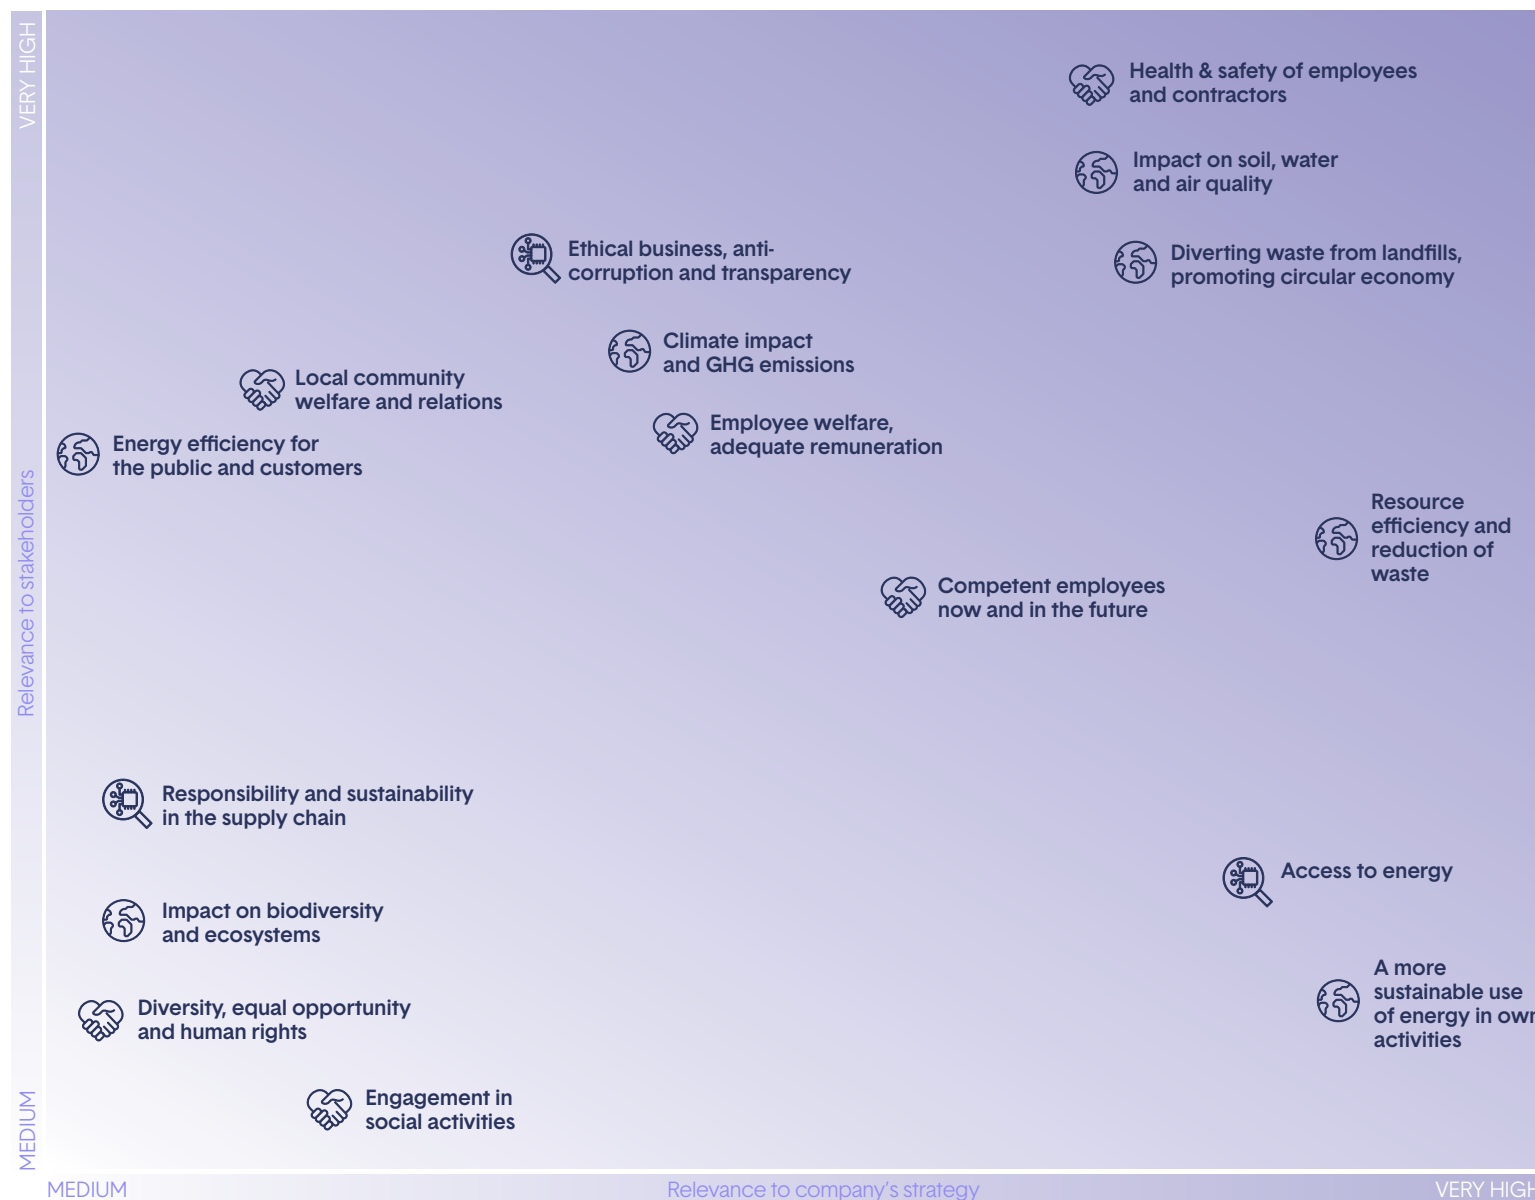 VERY HIGH
Health & safety of employees
and contractors
Impact on soil, water
and air quality
Ethical business, anti-
corruption and transparency
Diverting waste from landfills,
promoting circular economy
Climate impact
and GHG emissions
Local community
welfare and relations
Employee welfare,
adequate remuneration
Energy efficiency for
the public and customers
Relevance to stakeholders
Resource
efficiency and
reduction of
waste
Competent employees
now and in the future
Responsibility and sustainability
in the supply chain
Access to energy
Impact on biodiversity
and ecosystems
A more
sustainable use
of energy in own
activities
Diversity, equal opportunity
and human rights
Engagement in
social activities
MEDIUM
MEDIUM
Relevance to company's strategy
VERY HIGH